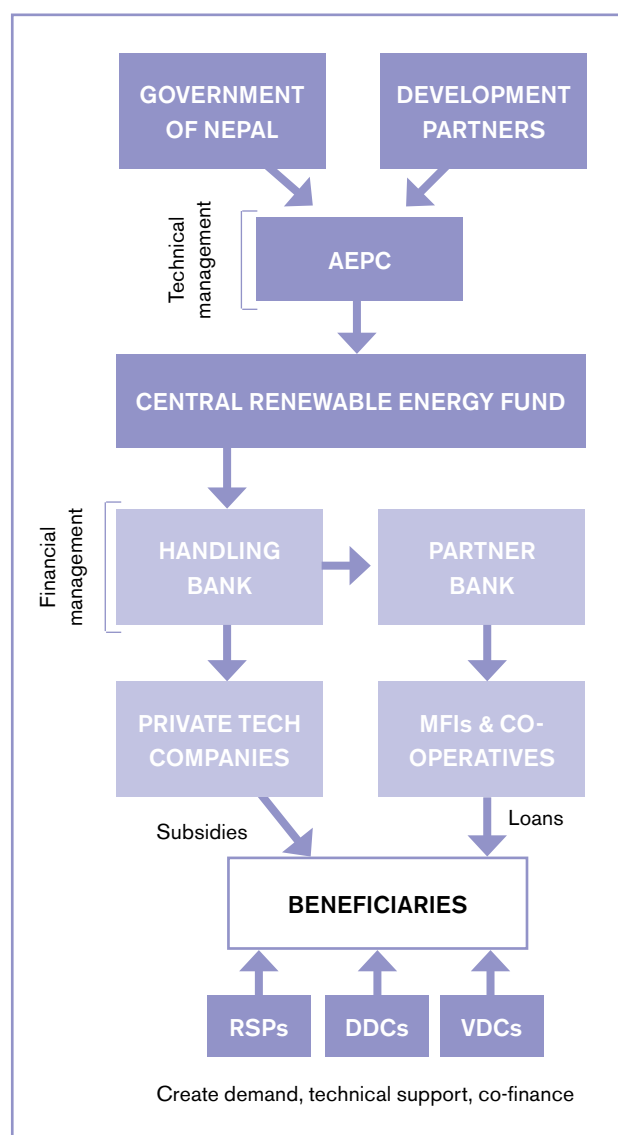 GOVERNMENT
OF NEPAL
DEVELOPMENT
PARTNERS
Technical
management
AEPC
CENTRAL RENEWABLE ENERGY FUND
Financial
management
HANDLING
BANK
PARTNER
BANK
PRIVATE TECH
COMPANIES
MFIs & CO-
OPERATIVES
Subsidies
Loans
BENEFICIARIES
RSPs
DDCs
VDCs
Create demand, technical support, co-finance